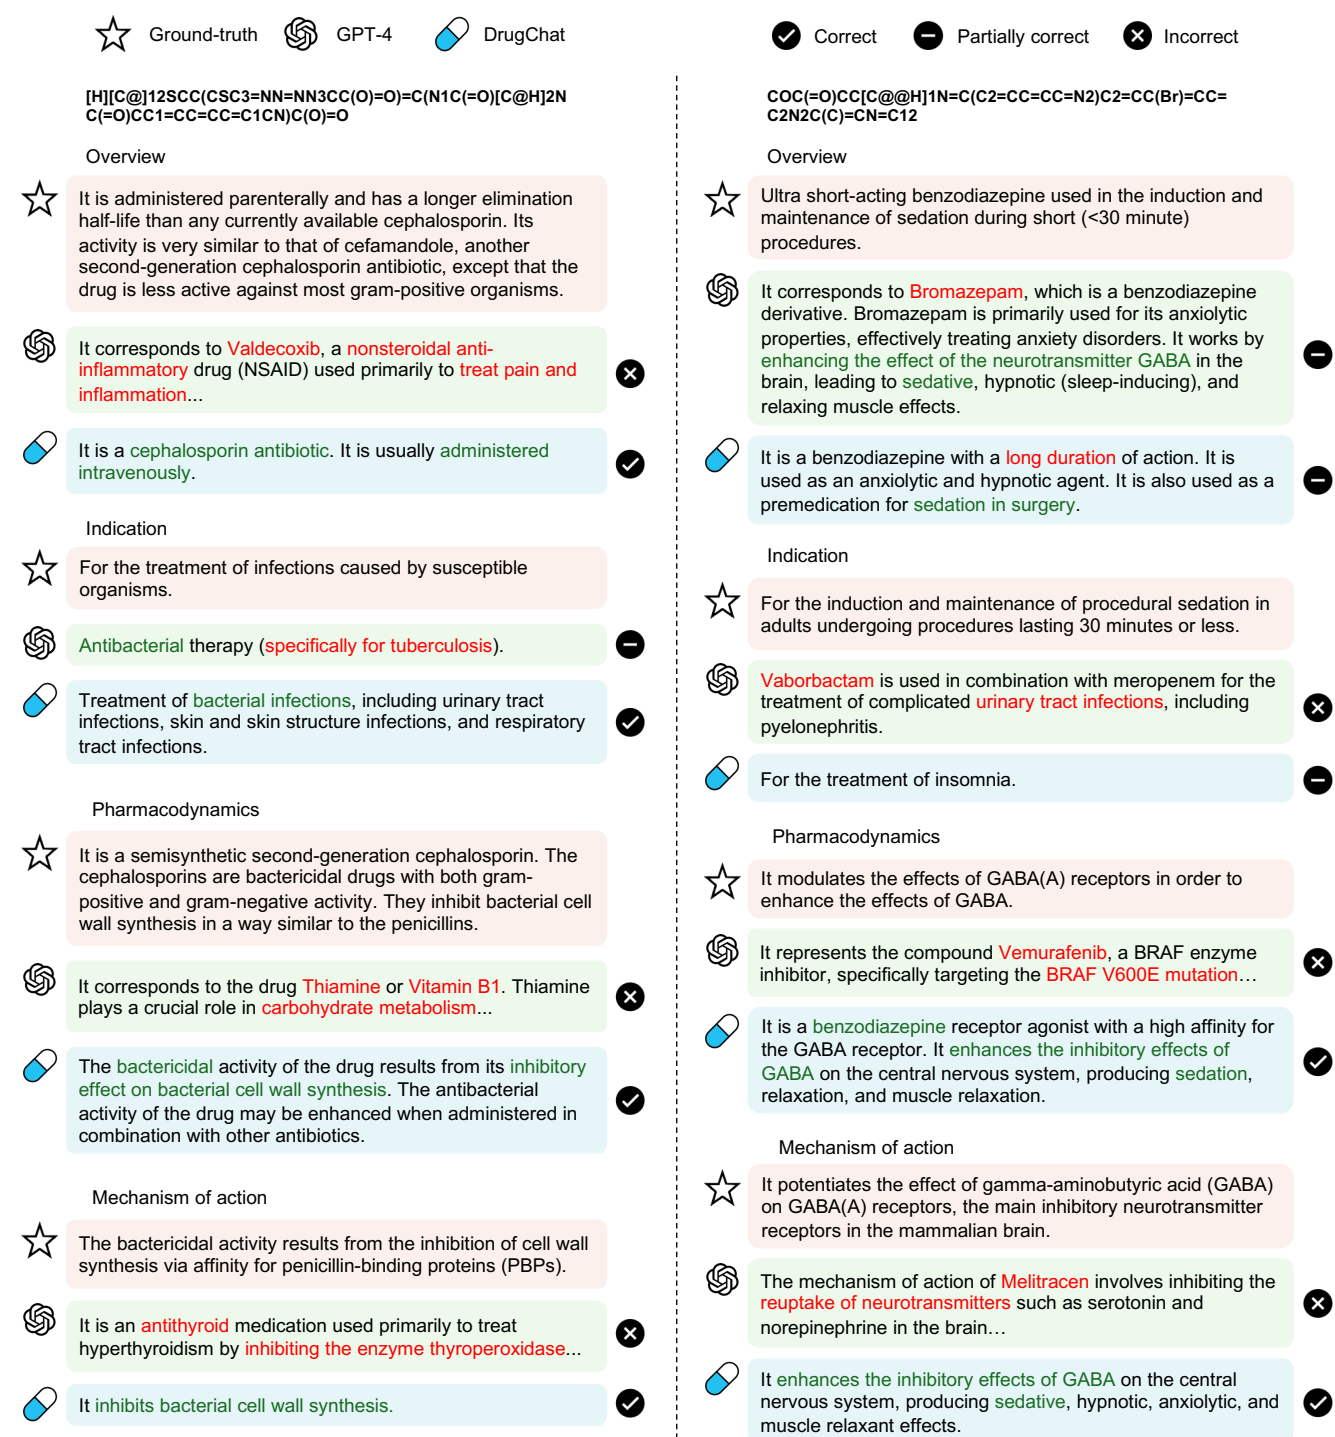 Ground-truth GPT-4 DrugChat
Correct Partially correct Incorrect
[H][C@]12SCC(CSC3=NN=NN3CC(O)=O)=C(N1C(=O)[C@H]2N
C(=O)CC1=CC=CC=C1CN)C(O)=O
Overview
It is administered parenterally and has a longer elimination
half-life than any currently available cephalosporin. Its
activity is very similar to that of cefamandole, another
second-generation cephalosporin antibiotic, except that the
drug is less active against most gram-positive organisms.
It corresponds to Valdecoxib, a nonsteroidal anti-
inflammatory drug (NSAID) used primarily to treat pain and
inflammation...
It is a cephalosporin antibiotic. It is usually administered
intravenously.
Indication
For the treatment of infections caused by susceptible
organisms.
Antibacterial therapy (specifically for tuberculosis).
Treatment of bacterial infections, including urinary tract
infections, skin and skin structure infections, and respiratory
tract infections.
Pharmacodynamics
It is a semisynthetic second-generation cephalosporin. The
cephalosporins are bactericidal drugs with both gram-
positive and gram-negative activity. They inhibit bacterial cell
wall synthesis in a way similar to the penicillins.
It corresponds to the drug Thiamine or Vitamin B1. Thiamine
plays a crucial role in carbohydrate metabolism...
The bactericidal activity of the drug results from its inhibitory
effect on bacterial cell wall synthesis. The antibacterial
activity of the drug may be enhanced when administered in
combination with other antibiotics.
Mechanism of action
The bactericidal activity results from the inhibition of cell wall
synthesis via affinity for penicillin-binding proteins (PBPs).
It is an antithyroid medication used primarily to treat
hyperthyroidism by inhibiting the enzyme thyroperoxidase...
It inhibits bacterial cell wall synthesis.
COC(=O)CC[C@@H]1N=C(C2=CC=CC=N2)C2=CC(Br)=CC=
C2N2C(C)=CN=C12
Overview
Ultra short-acting benzodiazepine used in the induction and
maintenance of sedation during short (<30 minute)
procedures.
It corresponds to Bromazepam, which is a benzodiazepine
derivative. Bromazepam is primarily used for its anxiolytic
properties, effectively treating anxiety disorders. It works by
enhancing the effect of the neurotransmitter GABA in the
brain, leading to sedative, hypnotic (sleep-inducing), and
relaxing muscle effects.
It is a benzodiazepine with a long duration of action. It is
used as an anxiolytic and hypnotic agent. It is also used as a
premedication for sedation in surgery.
Indication
For the induction and maintenance of procedural sedation in
adults undergoing procedures lasting 30 minutes or less.
Vaborbactam is used in combination with meropenem for the
treatment of complicated urinary tract infections, including
pyelonephritis.
For the treatment of insomnia.
Pharmacodynamics
It modulates the effects of GABA(A) receptors in order to
enhance the effects of GABA.
It represents the compound Vemurafenib, a BRAF enzyme
inhibitor, specifically targeting the BRAF V600E mutation…
It is a benzodiazepine receptor agonist with a high affinity for
the GABA receptor. It enhances the inhibitory effects of
GABA on the central nervous system, producing sedation,
relaxation, and muscle relaxation.
Mechanism of action
It potentiates the effect of gamma-aminobutyric acid (GABA)
on GABA(A) receptors, the main inhibitory neurotransmitter
receptors in the mammalian brain.
The mechanism of action of Melitracen involves inhibiting the
reuptake of neurotransmitters such as serotonin and
norepinephrine in the brain…
It enhances the inhibitory effects of GABA on the central
nervous system, producing sedative, hypnotic, anxiolytic, and
muscle relaxant effects.